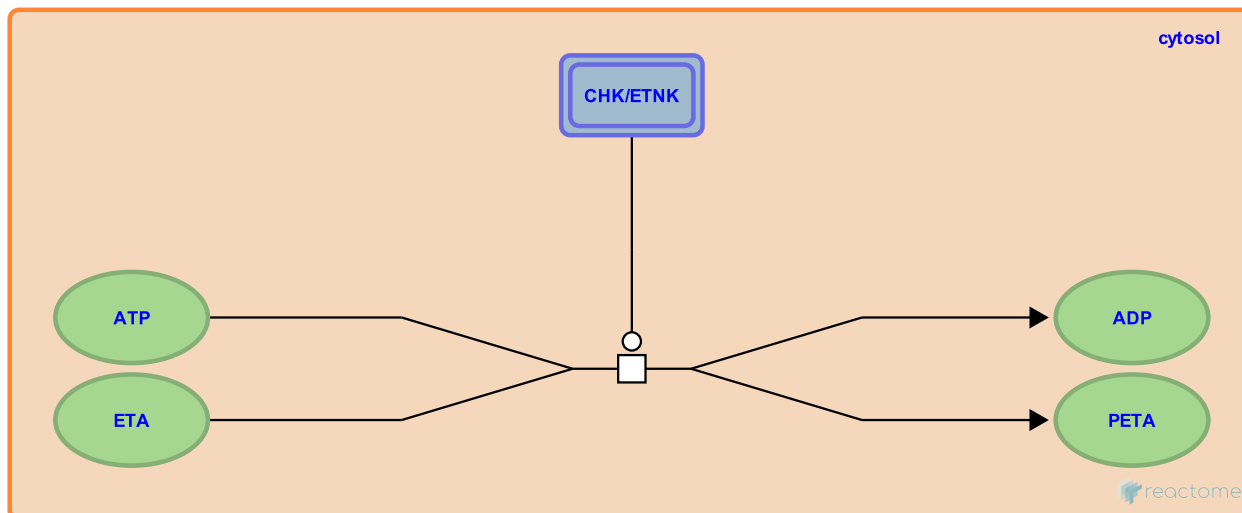 cytosol
CHK/ETNK
ATP
ADP
ETA
PETA
reactome